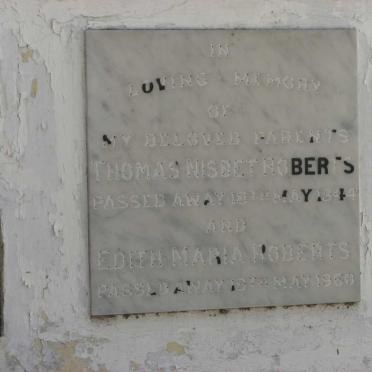 IN
LOVING MEMORY
OF
MY BELOVED PARENTS
THOMAS NISBET ROBERTS
PASSED AWAY MAY
AND
EDITH MARIA ROBERTS
PASSED AWAY MAY